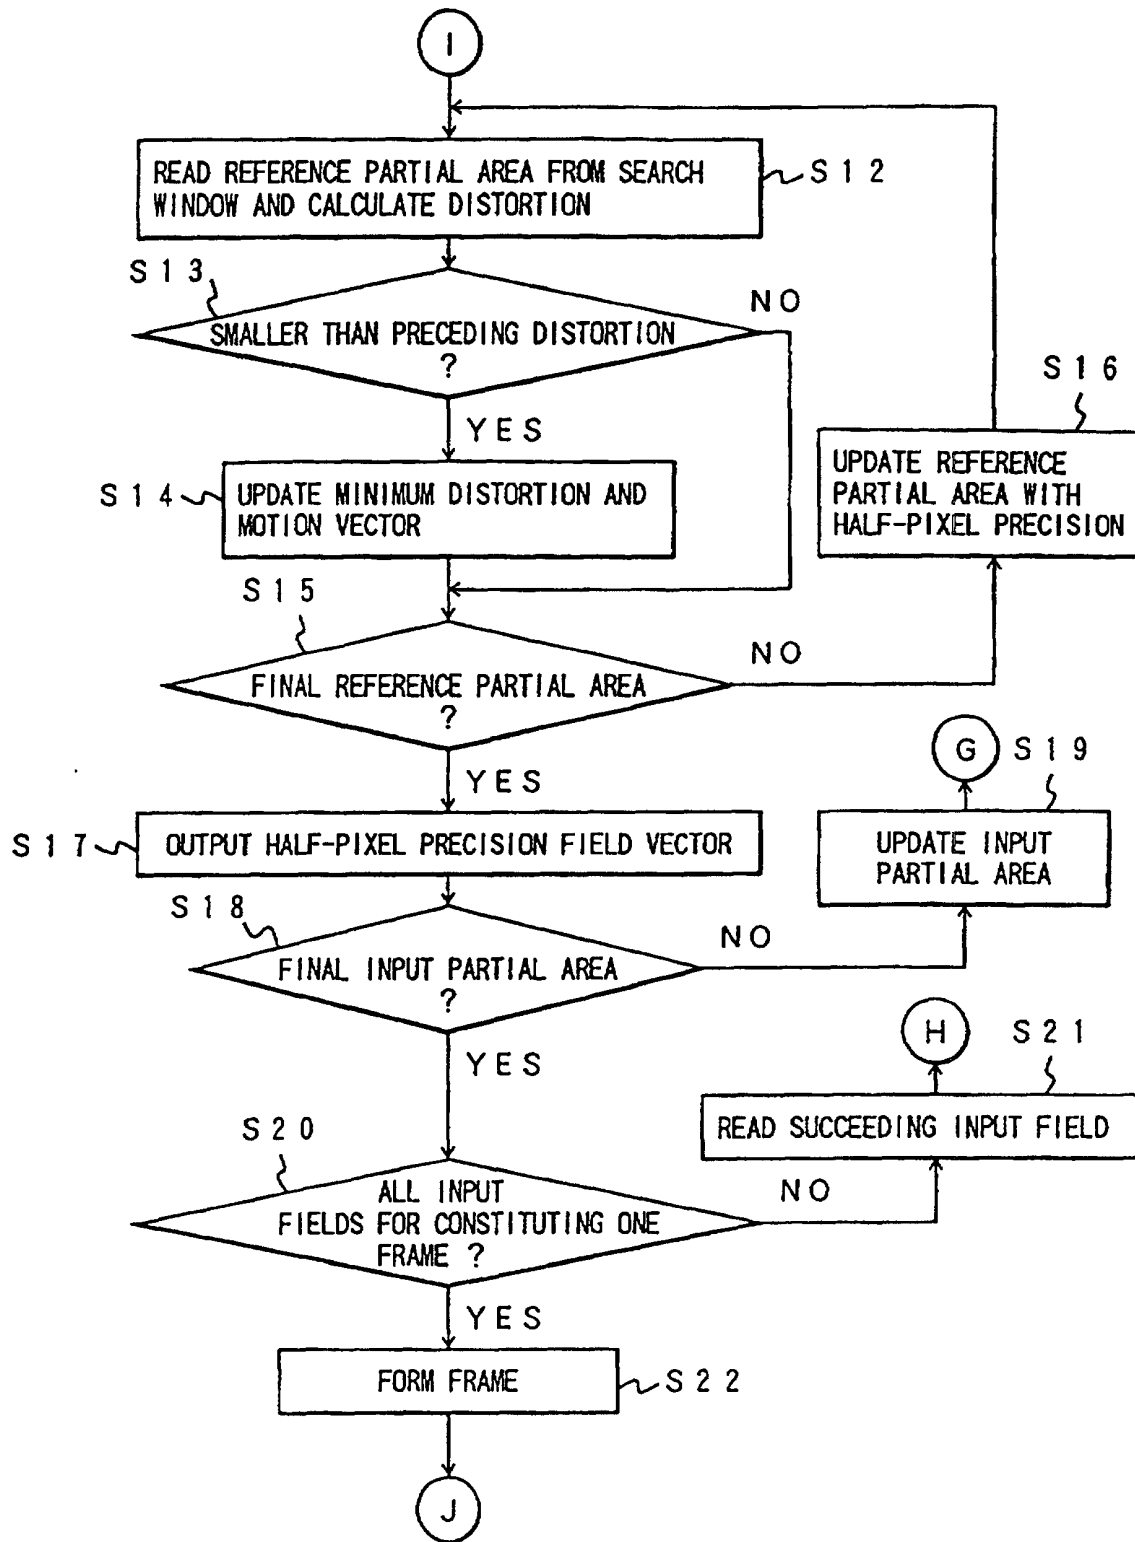 I
READ REFERENCE PARTIAL AREA FROM SEARCH
WINDOW AND CALCULATE DISTORTION
S12
S13
SMALLER THAN PRECEDING DISTORTION
?
NO
YES
S14
UPDATE MINIMUM DISTORTION AND
MOTION VECTOR
S16
UPDATE REFERENCE
PARTIAL AREA WITH
HALF-PIXEL PRECISION
S15
FINAL REFERENCE PARTIAL AREA
?
NO
YES
S17
OUTPUT HALF-PIXEL PRECISION FIELD VECTOR
G
S19
UPDATE INPUT
PARTIAL AREA
S18
FINAL INPUT PARTIAL AREA
?
NO
YES
H
S21
READ SUCCEEDING INPUT FIELD
S20
ALL INPUT
FIELDS FOR CONSTITUTING ONE
FRAME ?
NO
YES
FORM FRAME
S22
J